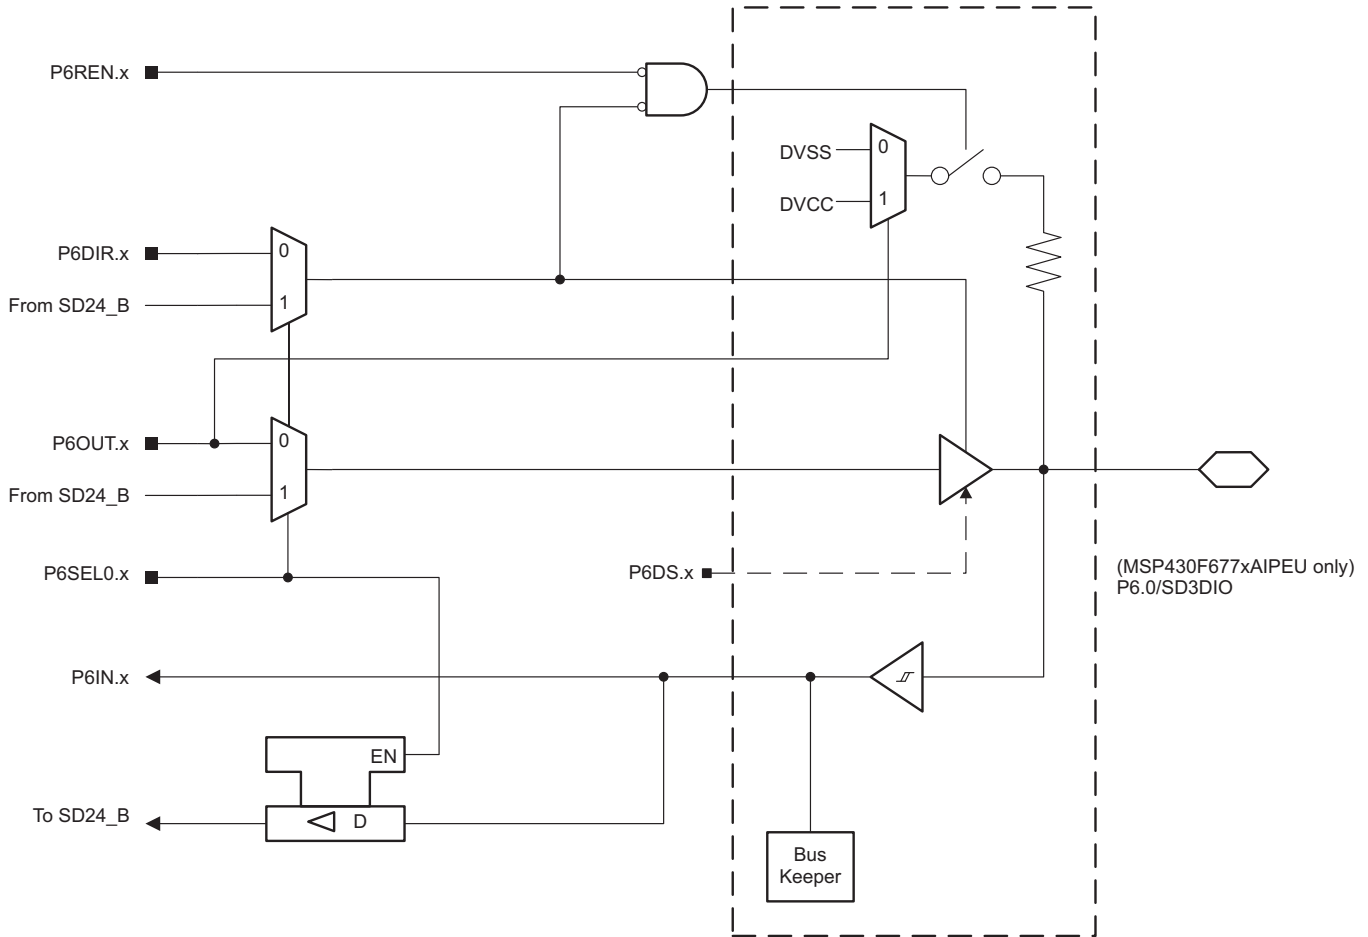 P6REN.x
DVSS
0
DVCC
1
P6DIR.x
0
From SD24_B
1
P6OUT.x
0
From SD24_B
1
P6SEL0.x
P6DS.x
(MSP430F677xAIPEU only)
P6.0/SD3DIO
P6IN.x
EN
To SD24_B
D
Bus
Keeper